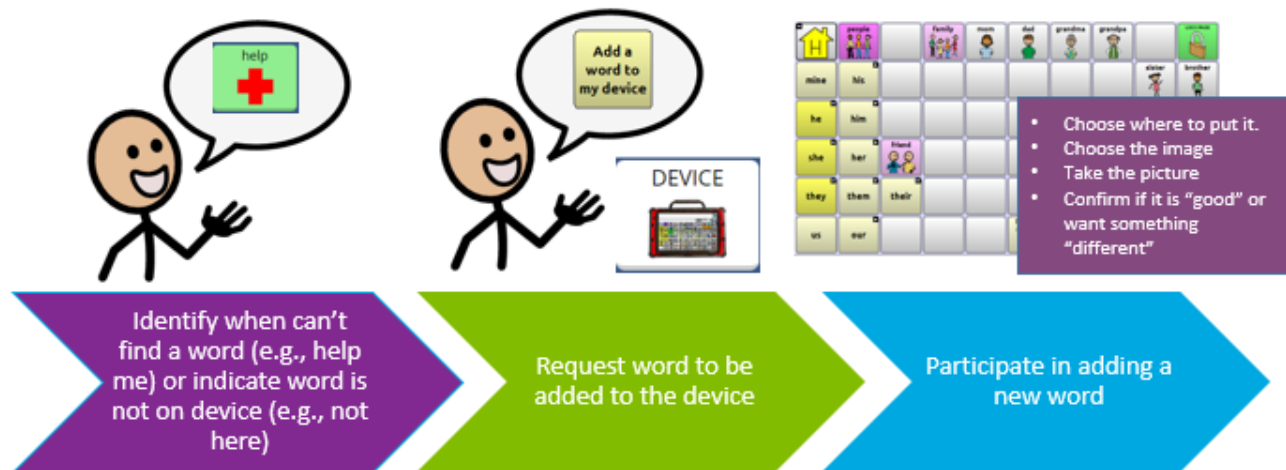 help
Add a
word to
my device
DEVICE
H people family mom dad grandma grandpa
sister brother
mine his
he him
she her friend
they them their
us our
• Choose where to put it.
• Choose the image
• Take the picture
• Confirm if it is “good” or
want something
“different”
Identify when can’t
find a word (e.g., help
me) or indicate word is
not on device (e.g., not
here)
Request word to be
added to the device
Participate in adding a
new word